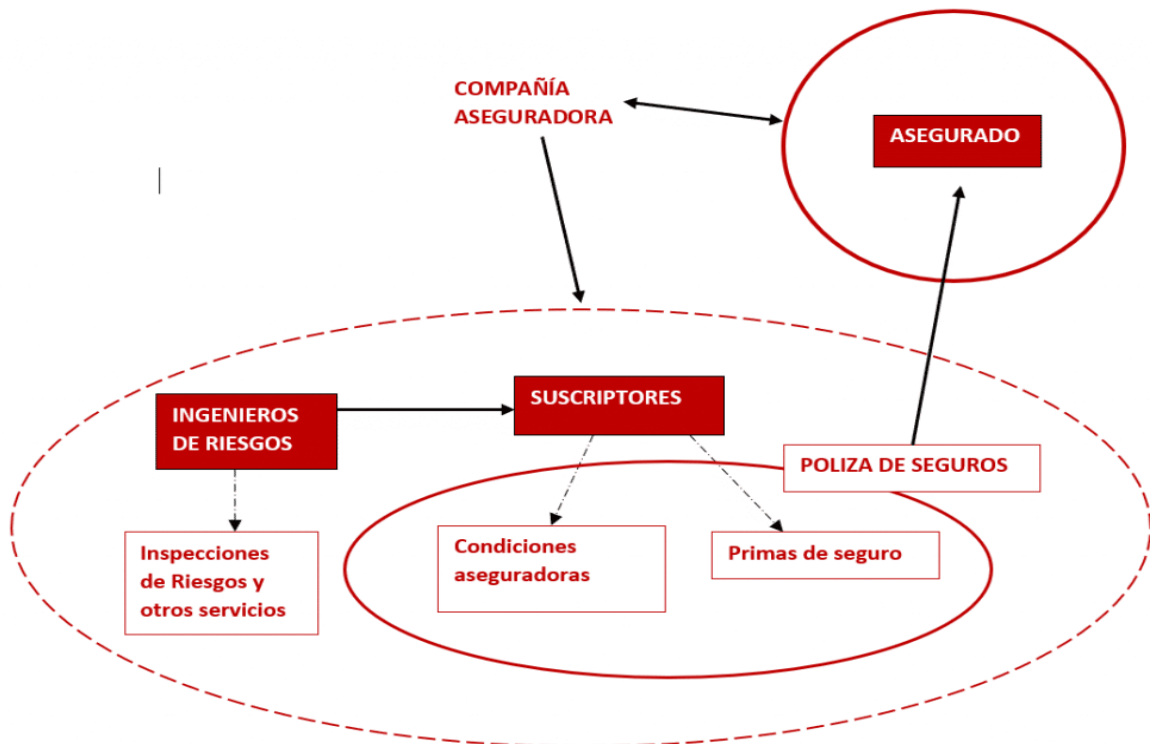 COMPAÑÍA
ASEGURADORA
ASEGURADO
INGENIEROS
DE RIESGOS
SUSCRIPTORES
POLIZA DE SEGUROS
Inspecciones
de Riesgos y
otros servicios
Condiciones
aseguradoras
Primas de seguro